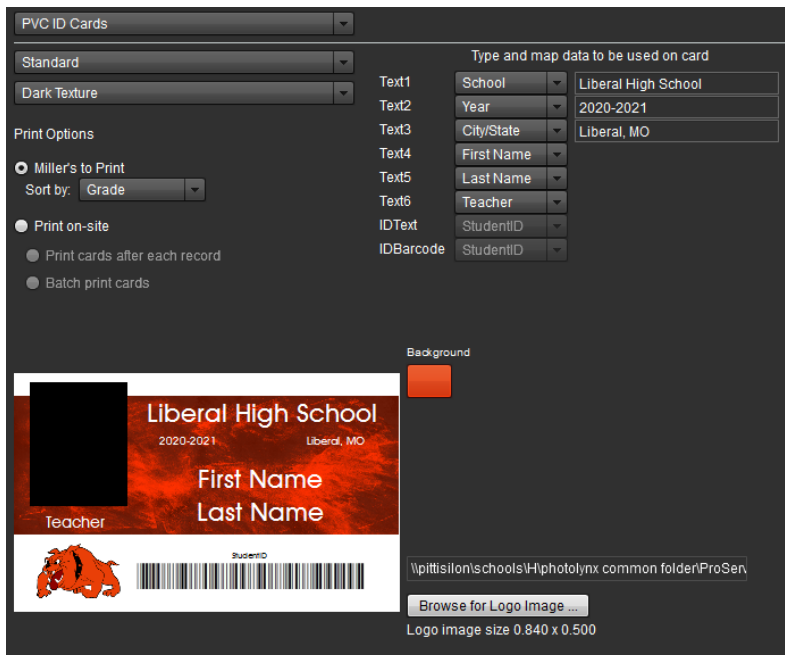 PVC ID Cards
Standard
Dark Texture
Print Options
Miller's to Print
Sort by: Grade
Print on-site
Print cards after each record
Batch print cards
Type and map data to be used on card
Text1 School Liberal High School
Text2 Year 2020-2021
Text3 City/State Liberal, MO
Text4 First Name
Text5 Last Name
Text6 Teacher
IDText StudentID
IDBarcode StudentID
Background
Liberal High School
2020-2021 Liberal, MO
First Name
Last Name
Teacher
StudentID
\\pittisilon\schools\H\photolynx common folder\ProServ
Browse for Logo Image ...
Logo image size 0.840 x 0.500